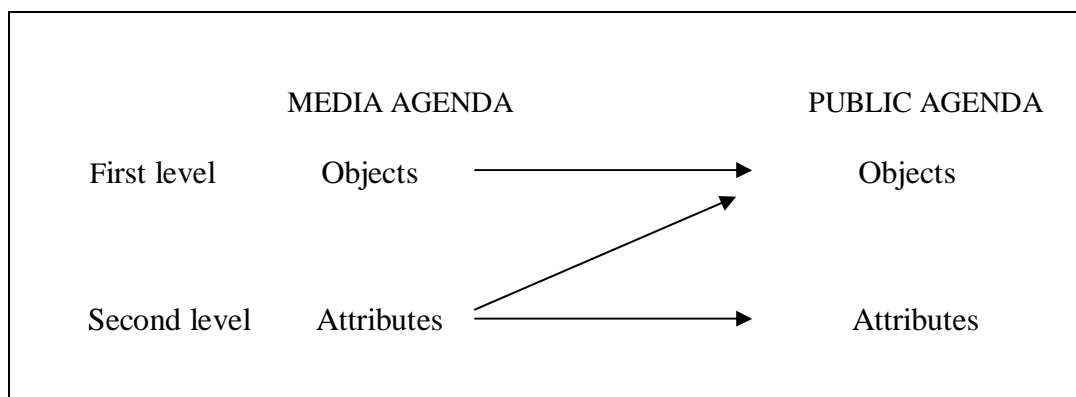 MEDIA AGENDA PUBLIC AGENDA
First level Objects Objects
Second level Attributes Attributes